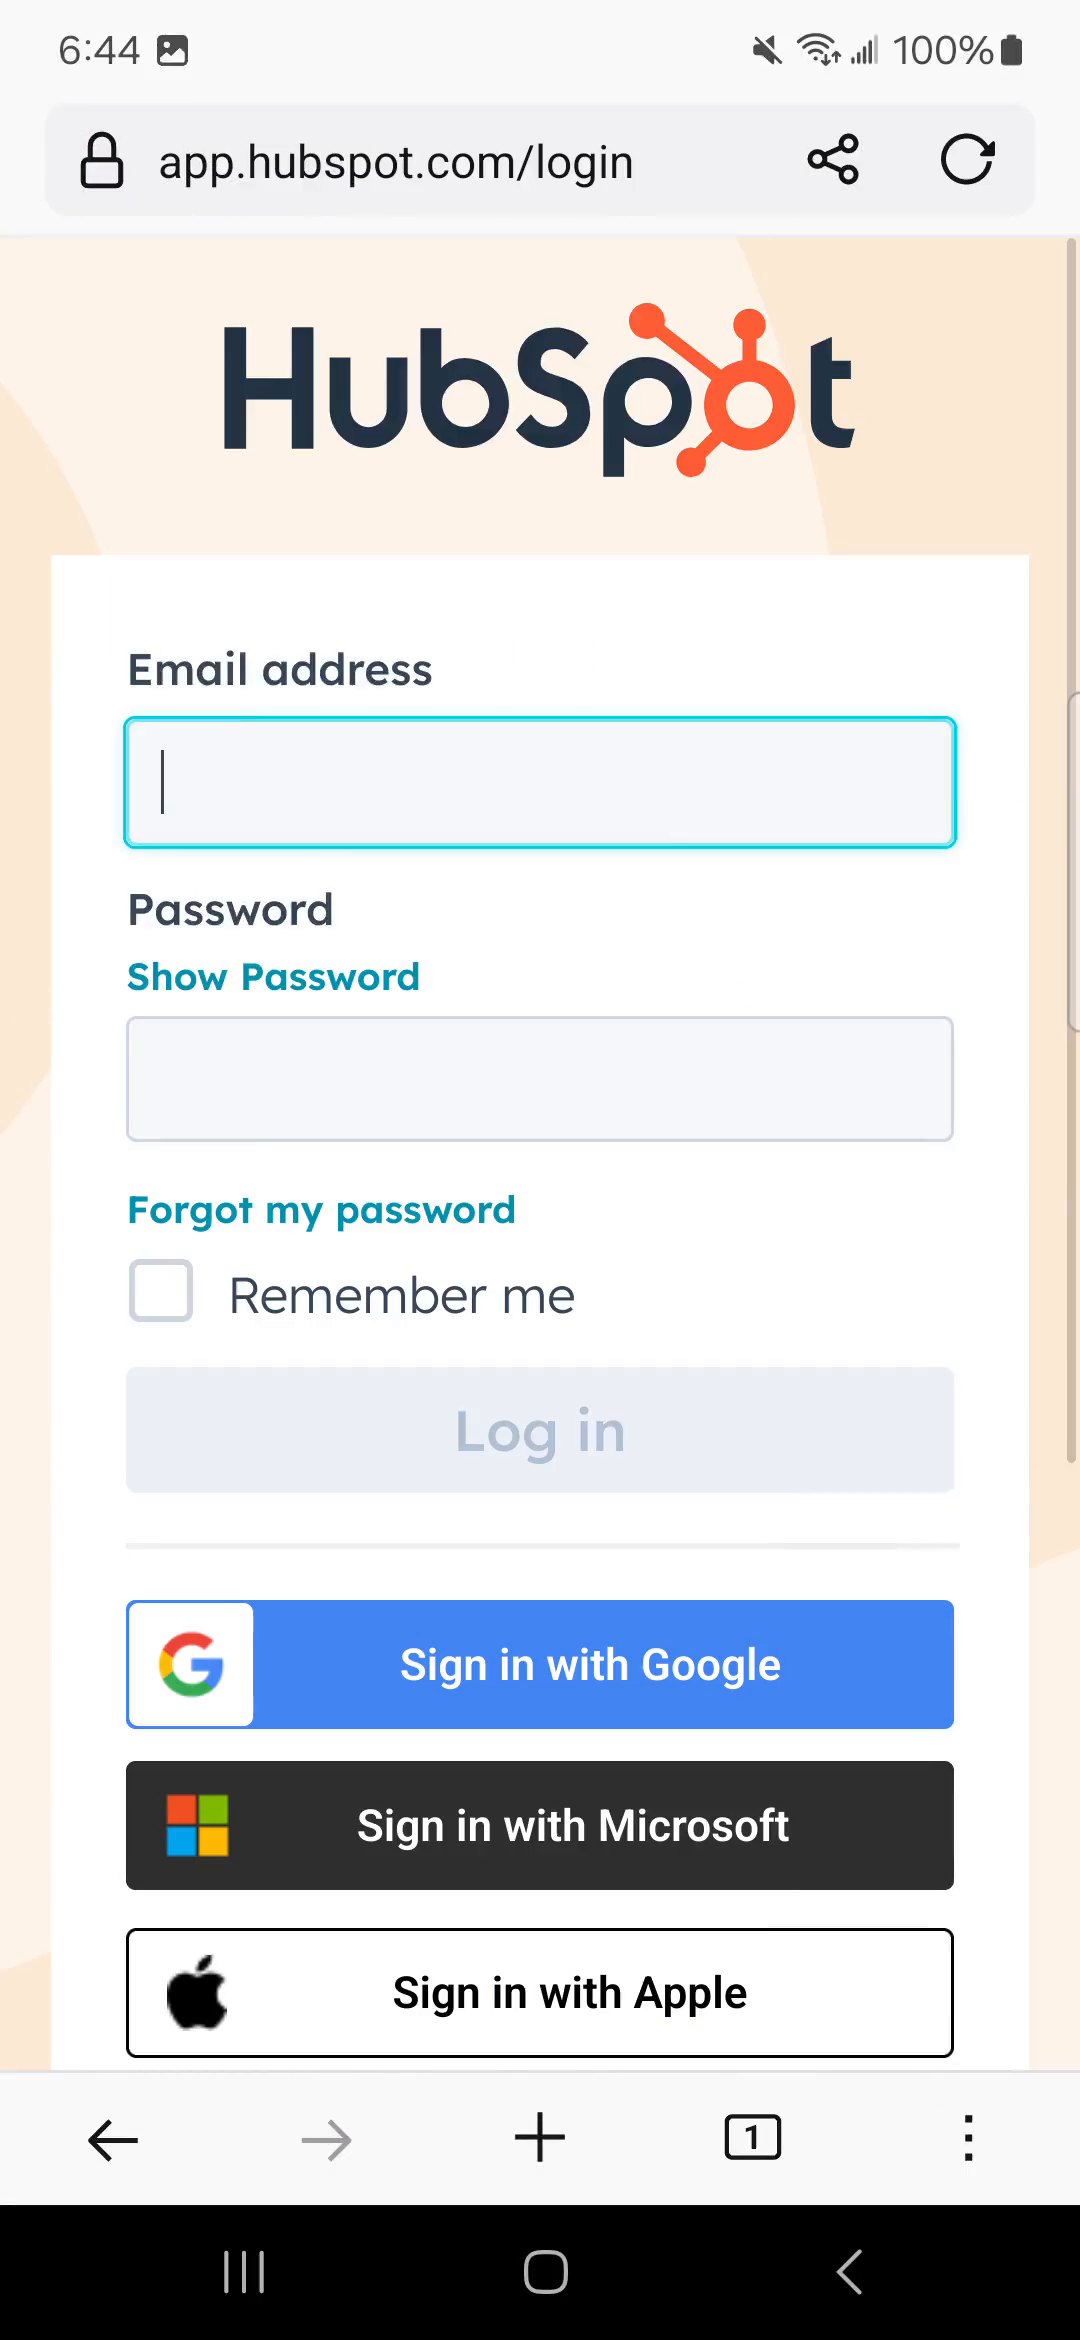 6:44 100%
app.hubspot.com/login
HubSpot
Email address
Password
Show Password
Forgot my password
Remember me
Log in
Sign in with Google
Sign in with Microsoft
Sign in with Apple
1